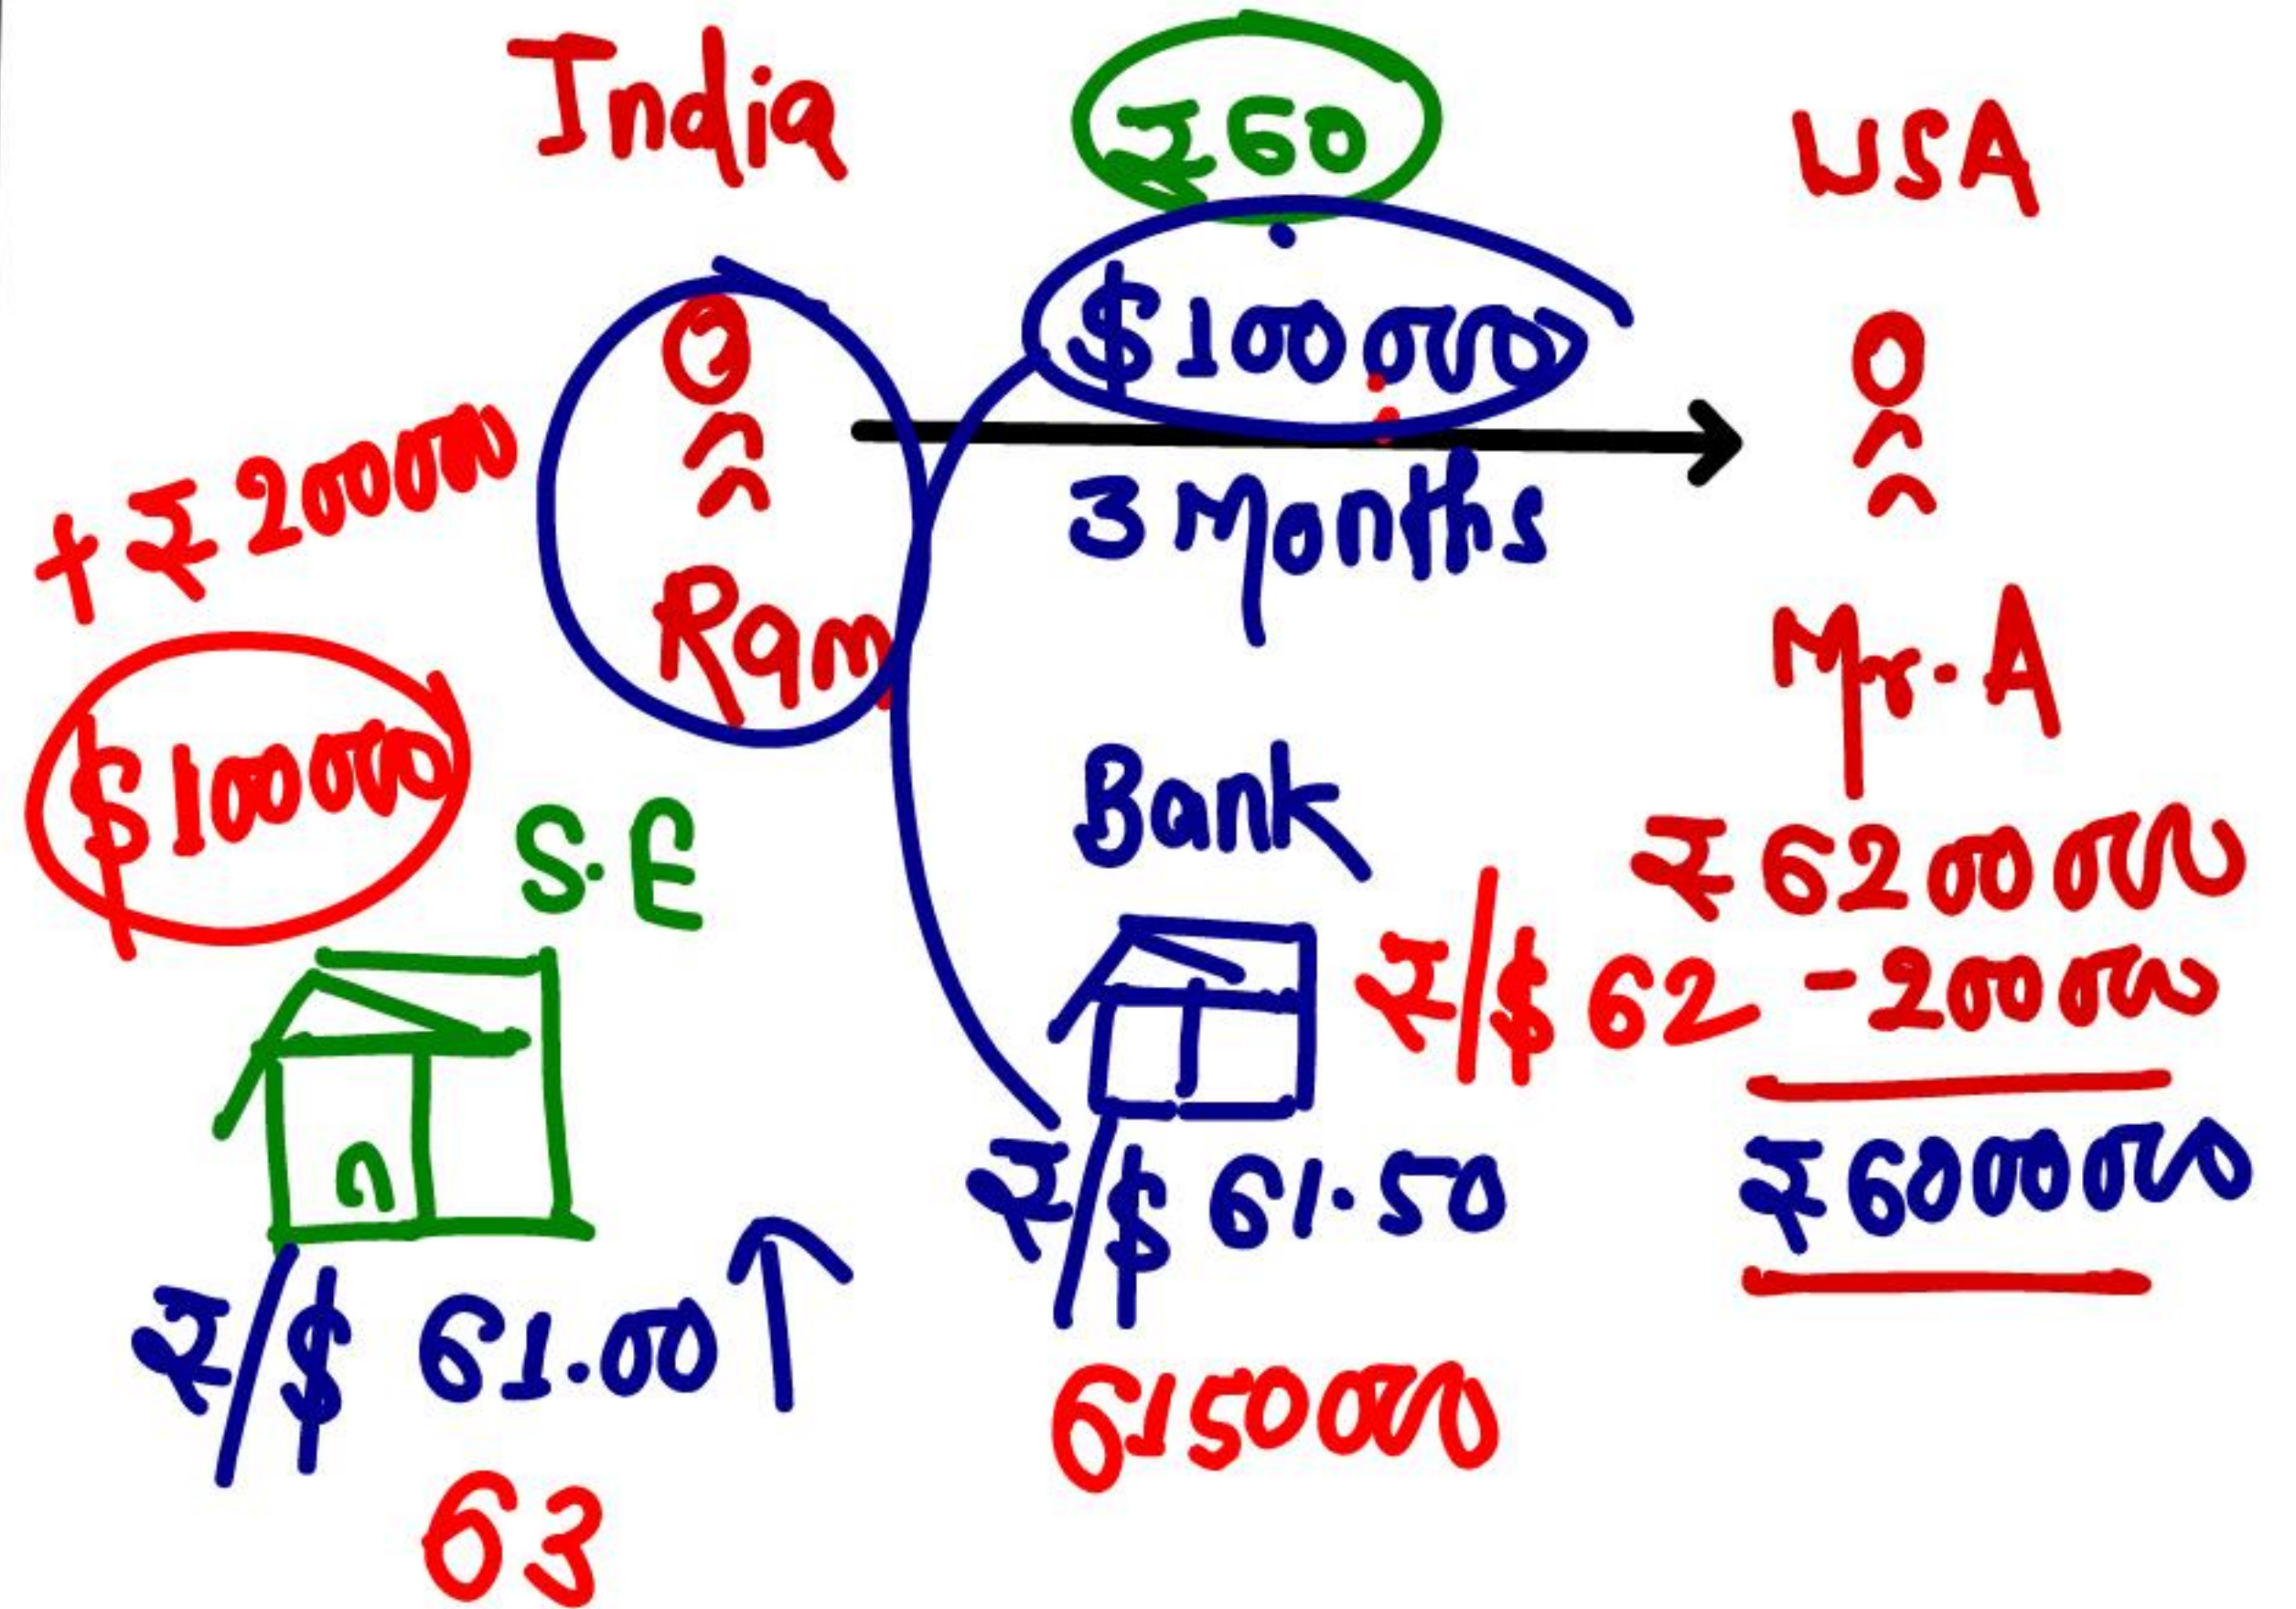 India
₹60
USA
$100000
+ ₹200000
3 Months
Ram
Mr. A
$100000
S.E
Bank
₹6200000
₹/$ 62
-200000
₹6000000
₹/$ 61.50
₹/$ 61.00
6150000
63